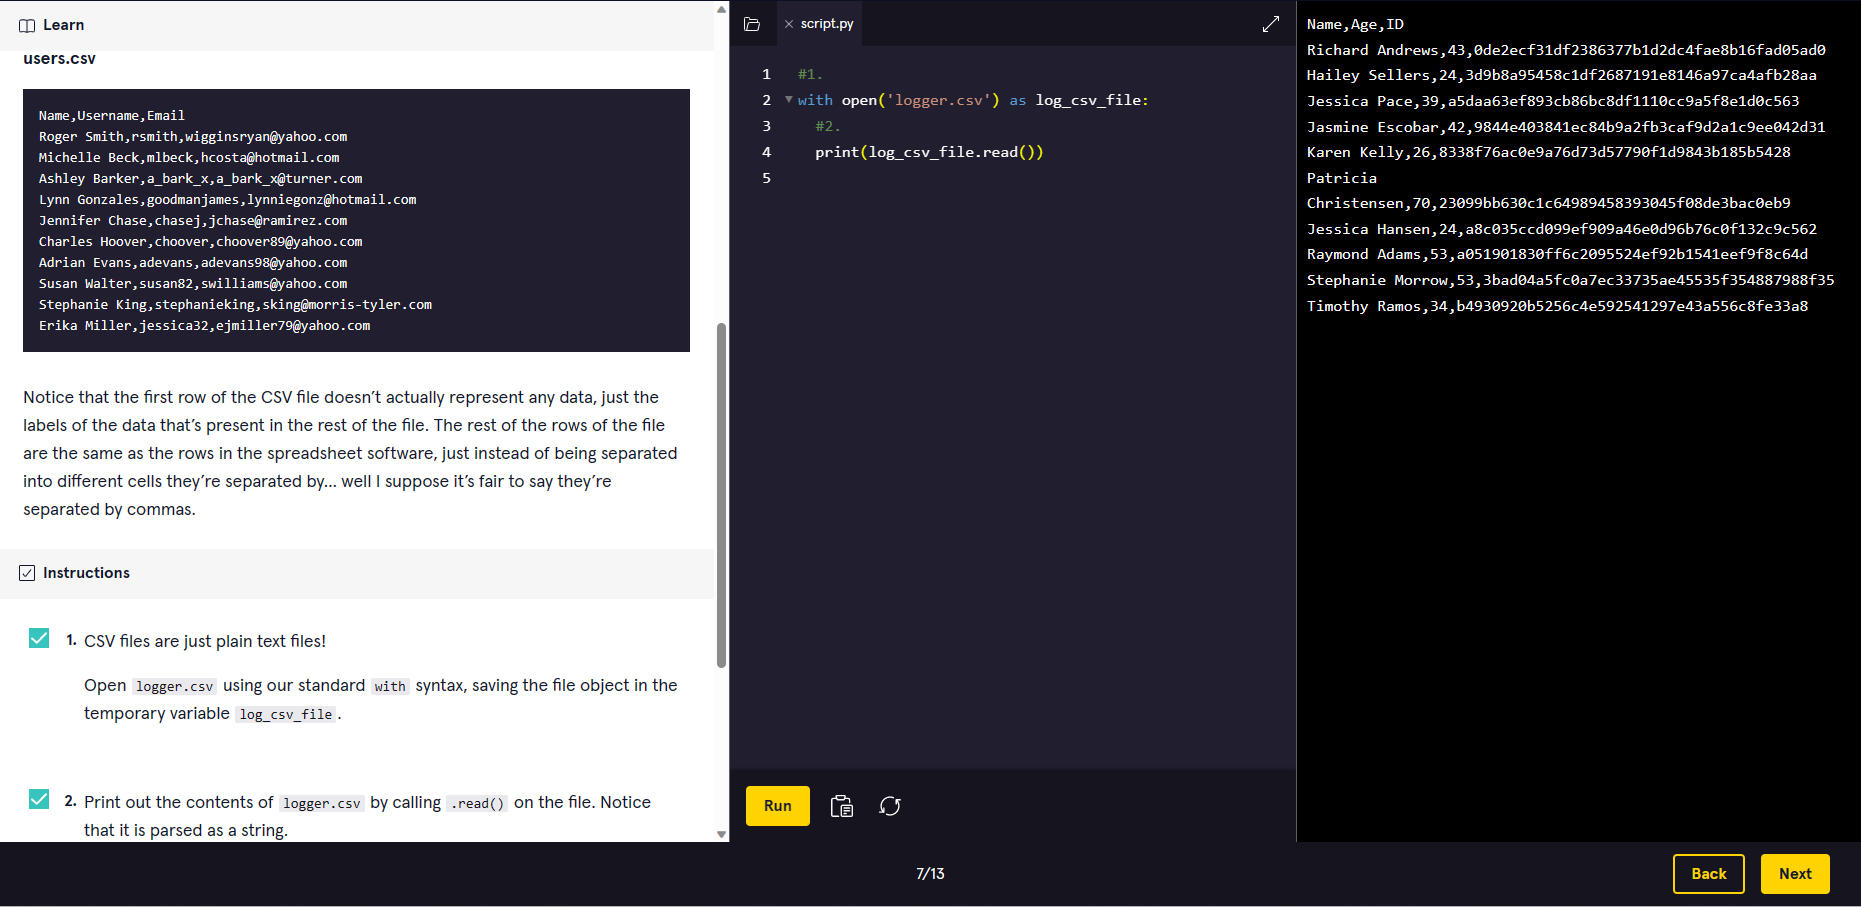 Learn
users.csv
Name,Username,Email
Roger Smith,rsmith,wigginsryan@yahoo.com
Michelle Beck,mlbeck,hcosta@hotmail.com
Ashley Barker,a_bark_x,a_bark_x@turner.com
Lynn Gonzales,goodmanjames,lynniegonz@hotmail.com
Jennifer Chase,chasej,jchase@ramirez.com
Charles Hoover,choover,choover89@yahoo.com
Adrian Evans,adevans,adevans98@yahoo.com
Susan Walter,susan82,swilliams@yahoo.com
Stephanie King,stephanieking,sking@morris-tyler.com
Erika Miller,jessica32,ejmiller79@yahoo.com
Notice that the first row of the CSV file doesn’t actually represent any data, just the
labels of the data that’s present in the rest of the file. The rest of the rows of the file
are the same as the rows in the spreadsheet software, just instead of being separated
into different cells they’re separated by… well I suppose it’s fair to say they’re
separated by commas.
Instructions
1. CSV files are just plain text files!
Open logger.csv using our standard with syntax, saving the file object in the
temporary variable log_csv_file.
2. Print out the contents of logger.csv by calling .read() on the file. Notice
that it is parsed as a string.
script.py
1 #1.
2 with open('logger.csv') as log_csv_file:
3 #2.
4 print(log_csv_file.read())
5
Run
Name,Age,ID
Richard Andrews,43,0de2ecf31df2386377b1d2dc4fae8b16fad05ad0
Hailey Sellers,24,3d9b8a95458c1df2687191e8146a97ca4afb28aa
Jessica Pace,39,a5daa63ef893cb86bc8df1110cc9a5f8e1d0c563
Jasmine Escobar,42,9844e403841ec84b9a2fb3caf9d2a1c9ee042d31
Karen Kelly,26,8338f76ac0e9a76d73d57790f1d9843b185b5428
Patricia
Christensen,70,23099bb630c1c64989458393045f08de3bac0eb9
Jessica Hansen,24,a8c035ccd099ef909a46e0d96b76c0f132c9c562
Raymond Adams,53,a051901830ff6c2095524ef92b1541eef9f8c64d
Stephanie Morrow,53,3bad04a5fc0a7ec33735ae45535f354887988f35
Timothy Ramos,34,b4930920b5256c4e592541297e43a556c8fe33a8
7/13
Back
Next